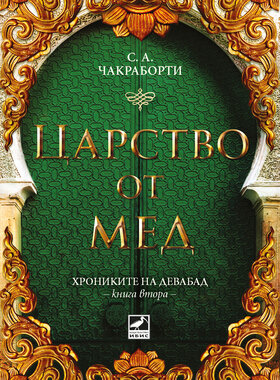 С. А.
ЧАКРАБОРТИ
ЦАРСТВО
ОТ
МЕД
ХРОНИКИТЕ НА ДЕВАБАД
– книга втора –
ИБИС